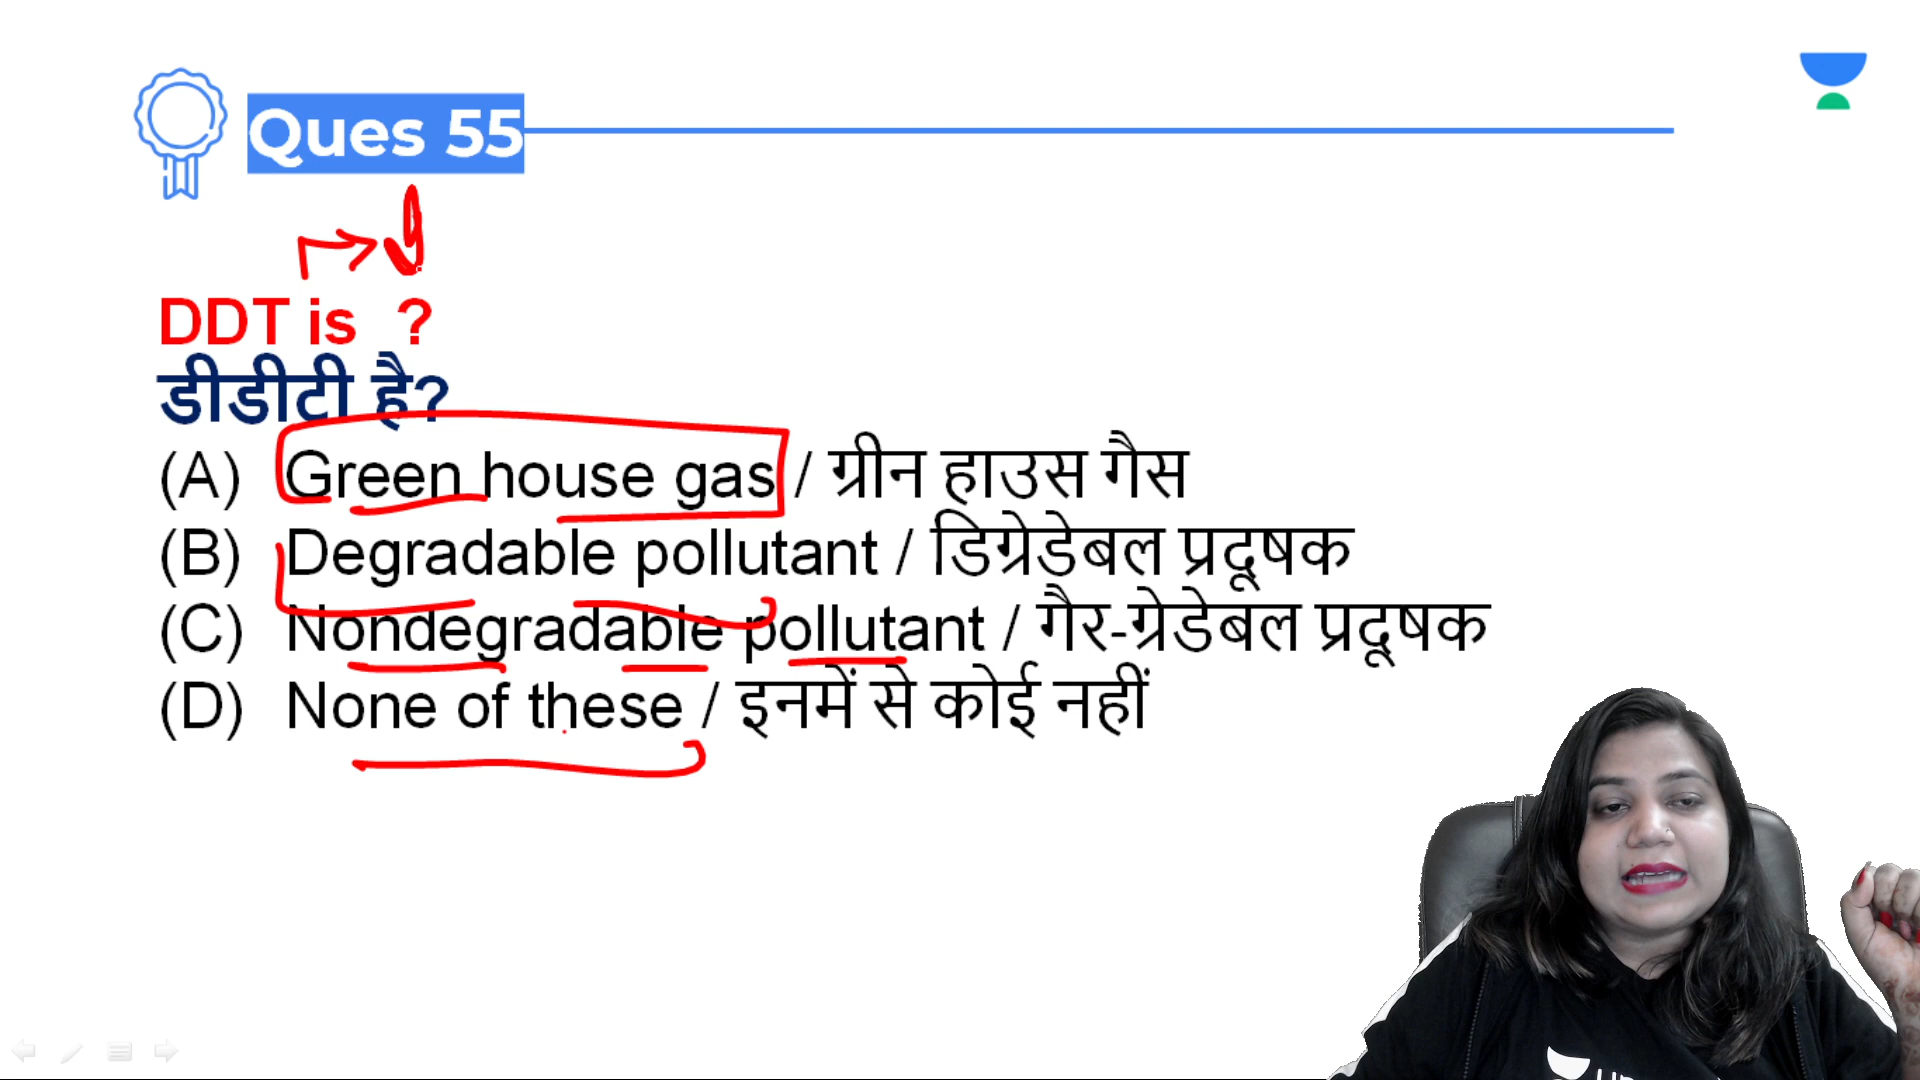 Ques 55
DDT is ?
डीडीटी है?
(A) Green house gas / ग्रीन हाउस गैस
(B) Degradable pollutant / डिग्रेडेबल प्रदूषक
(C) Nondegradable pollutant / गैर-ग्रेडेबल प्रदूषक
(D) None of these / इनमें से कोई नहीं